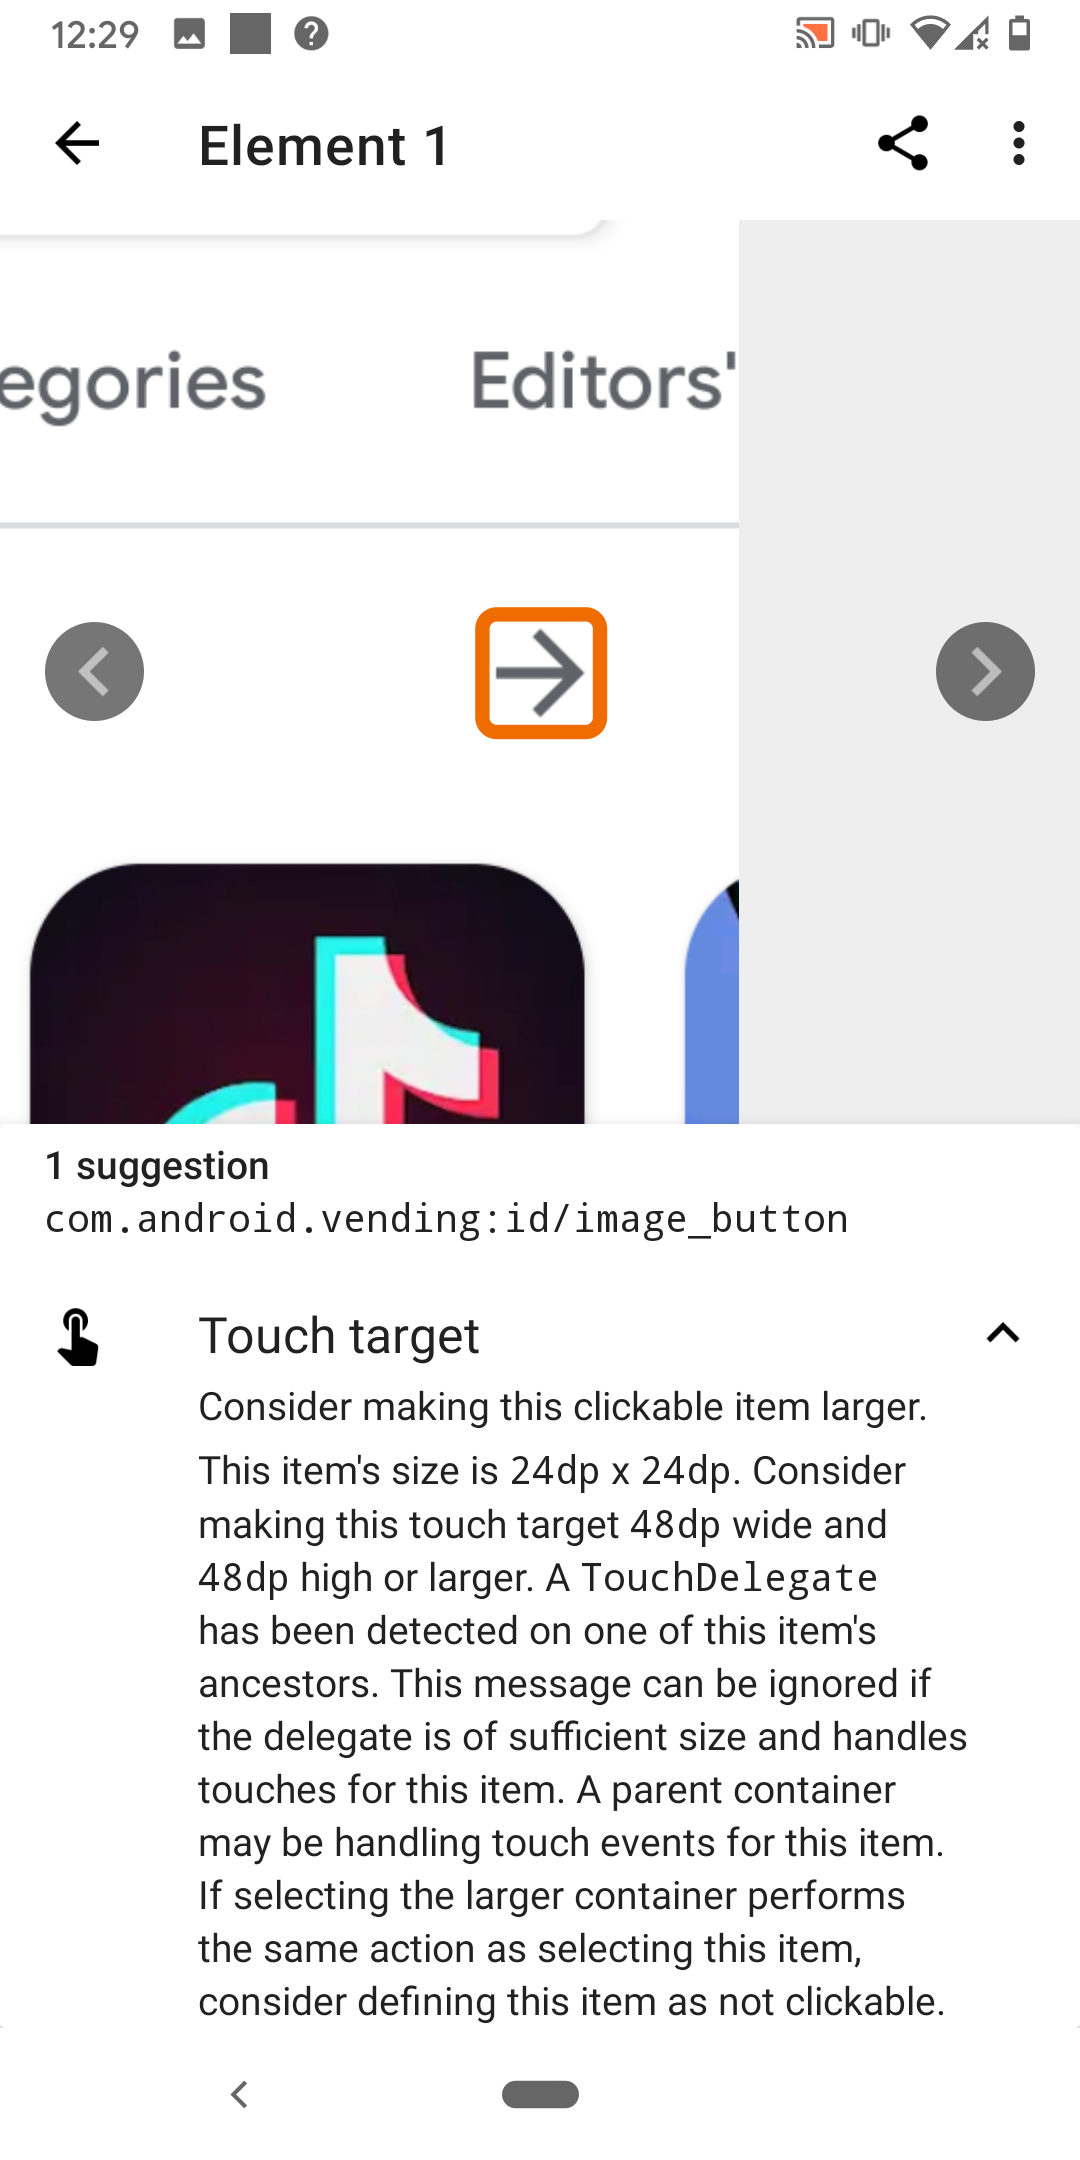 12:29
Element 1
egories Editors'
1 suggestion
com.android.vending:id/image_button
Touch target
Consider making this clickable item larger.
This item's size is 24dp x 24dp. Consider
making this touch target 48dp wide and
48dp high or larger. A TouchDelegate
has been detected on one of this item's
ancestors. This message can be ignored if
the delegate is of sufficient size and handles
touches for this item. A parent container
may be handling touch events for this item.
If selecting the larger container performs
the same action as selecting this item,
consider defining this item as not clickable.